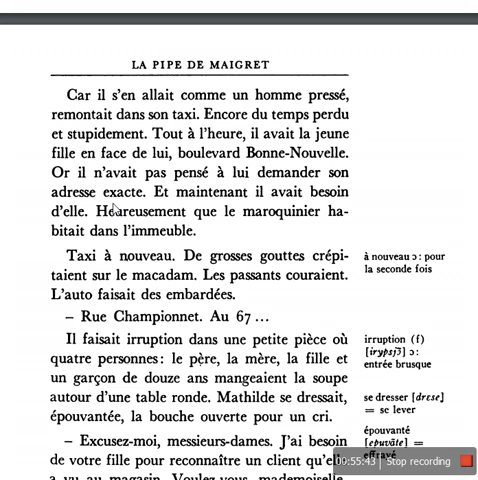 LA PIPE DE MAIGRET
Car il s'en allait comme un homme pressé,
remontait dans son taxi. Encore du temps perdu
et stupidement. Tout à l'heure, il avait la jeune
fille en face de lui, boulevard Bonne-Nouvelle.
Or il n'avait pas pensé à lui demander son
adresse exacte. Et maintenant il avait besoin
d'elle. Heureusement que le maroquinier ha-
bitait dans l'immeuble.
Taxi à nouveau. De grosses gouttes crépi-
taient sur le macadam. Les passants couraient.
L'auto faisait des embardées.
– Rue Championnet. Au 67 ...
Il faisait irruption dans une petite pièce où
quatre personnes : le père, la mère, la fille et
un garçon de douze ans mangeaient la soupe
autour d'une table ronde. Mathilde se dressait,
épouvantée, la bouche ouverte pour un cri.
– Excusez-moi, messieurs-dames. J'ai besoin
de votre fille pour reconnaître un client qu'elle
a vu au magasin. Voulez-vous, mademoiselle,
à nouveau ɔ : pour
la seconde fois
irruption (f)
[irypsjɔ̃] ɔ :
entrée brusque
se dresser [drɛse]
= se lever
épouvanté
[epuvɑ̃te] =
effrayé
00:55:43 Stop recording